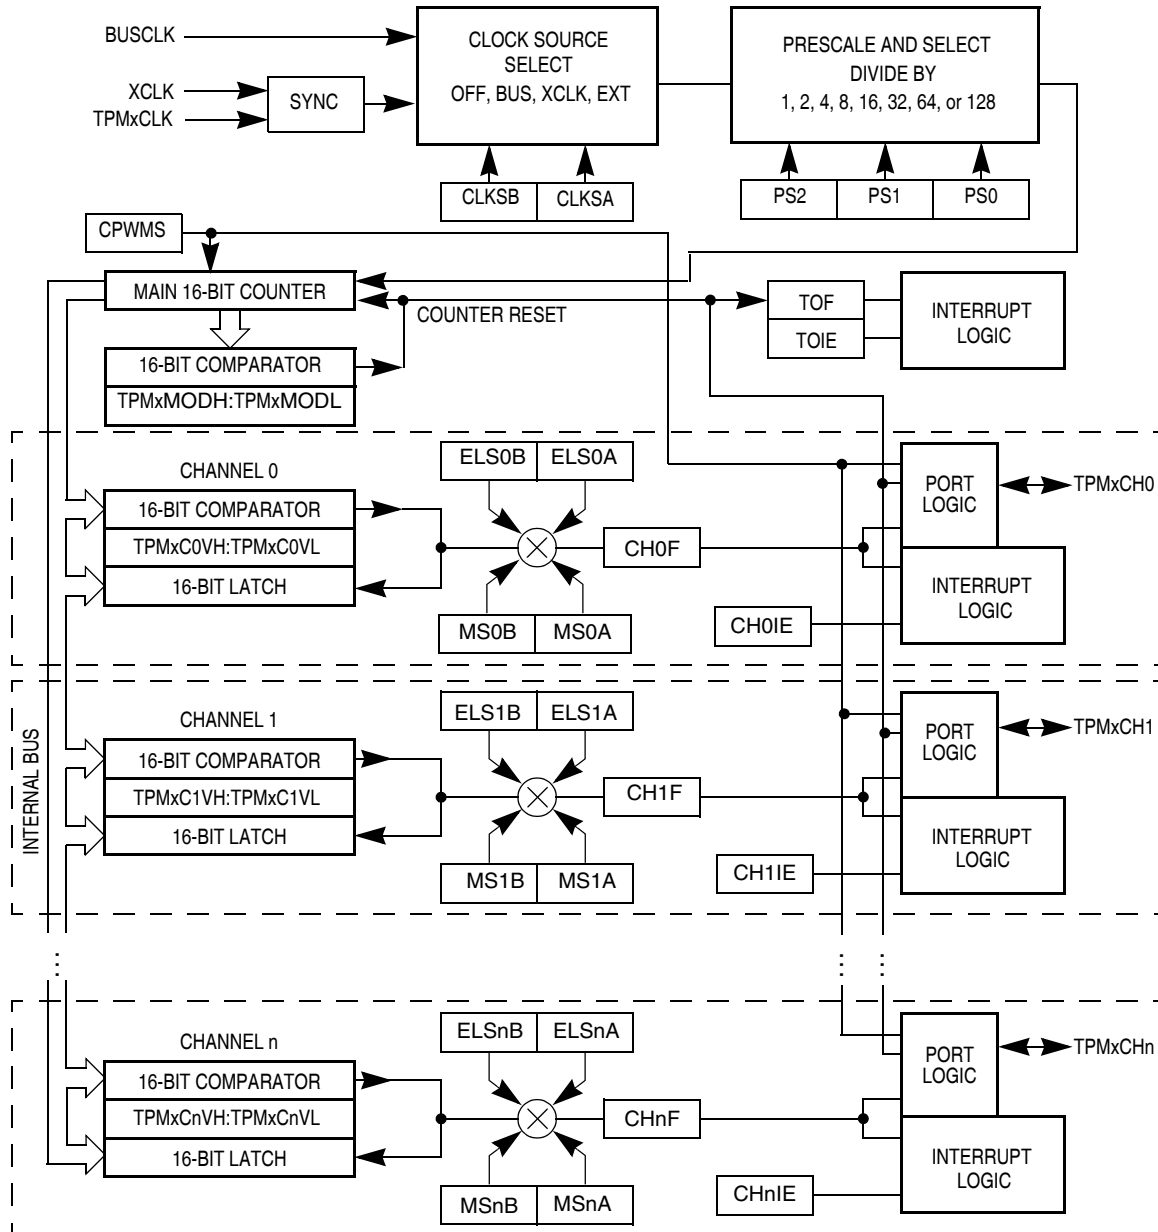 BUSCLK
XCLK
TPMxCLK
SYNC
CLOCK SOURCE
SELECT
OFF, BUS, XCLK, EXT
PRESCALE AND SELECT
DIVIDE BY
1, 2, 4, 8, 16, 32, 64, or 128
CLKSB
CLKSA
PS2
PS1
PS0
CPWMS
MAIN 16-BIT COUNTER
COUNTER RESET
16-BIT COMPARATOR
TPMxMODH:TPMxMODL
TOF
TOIE
INTERRUPT
LOGIC
INTERNAL BUS
CHANNEL 0
16-BIT COMPARATOR
TPMxC0VH:TPMxC0VL
16-BIT LATCH
ELS0B
ELS0A
MS0B
MS0A
CH0F
CH0IE
PORT
LOGIC
TPMxCH0
INTERRUPT
LOGIC
CHANNEL 1
16-BIT COMPARATOR
TPMxC1VH:TPMxC1VL
16-BIT LATCH
ELS1B
ELS1A
MS1B
MS1A
CH1F
CH1IE
PORT
LOGIC
TPMxCH1
INTERRUPT
LOGIC
...
... ...
CHANNEL n
16-BIT COMPARATOR
TPMxCnVH:TPMxCnVL
16-BIT LATCH
ELSnB
ELSnA
MSnB
MSnA
CHnF
CHnIE
PORT
LOGIC
TPMxCHn
INTERRUPT
LOGIC